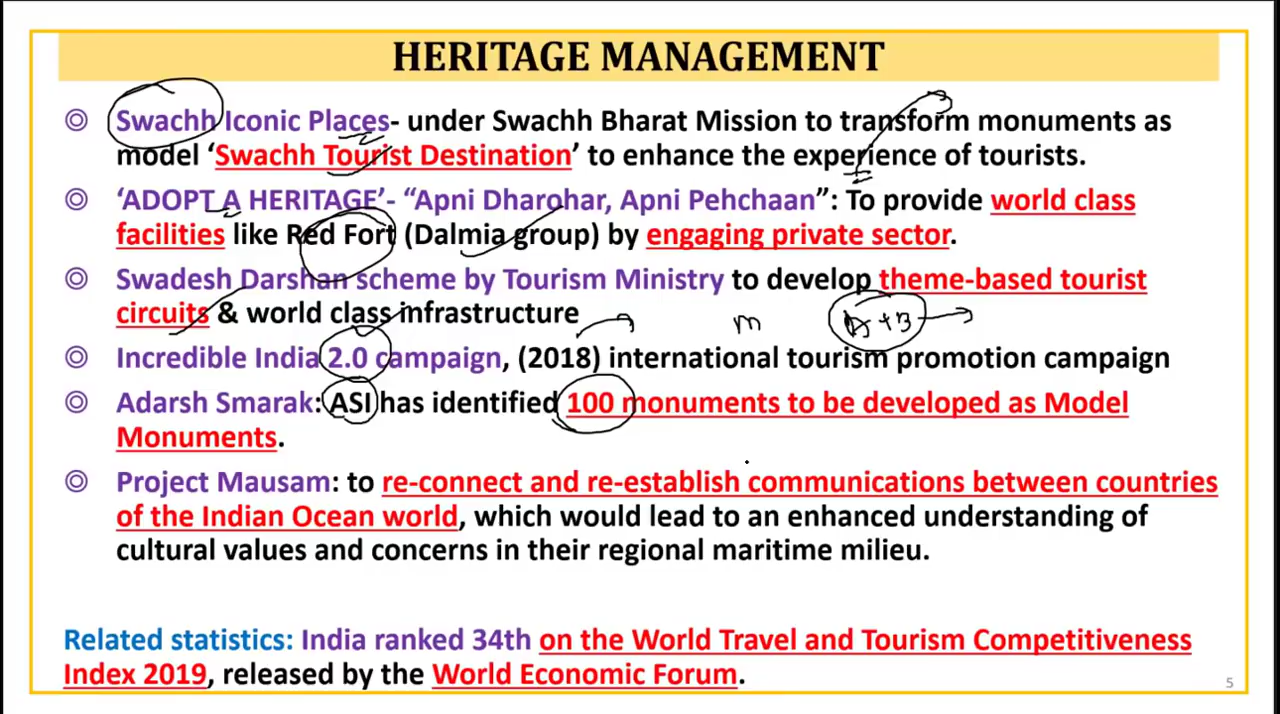 HERITAGE MANAGEMENT
Swachh Iconic Places- under Swachh Bharat Mission to transform monuments as
model ‘Swachh Tourist Destination’ to enhance the experience of tourists.
‘ADOPT A HERITAGE’- “Apni Dharohar, Apni Pehchaan”: To provide world class
facilities like Red Fort (Dalmia group) by engaging private sector.
Swadesh Darshan scheme by Tourism Ministry to develop theme-based tourist
circuits & world class infrastructure
m
Incredible India 2.0 campaign, (2018) international tourism promotion campaign
Adarsh Smarak: ASI has identified 100 monuments to be developed as Model
Monuments.
Project Mausam: to re-connect and re-establish communications between countries
of the Indian Ocean world, which would lead to an enhanced understanding of
cultural values and concerns in their regional maritime milieu.
Related statistics: India ranked 34th on the World Travel and Tourism Competitiveness
Index 2019, released by the World Economic Forum.
5